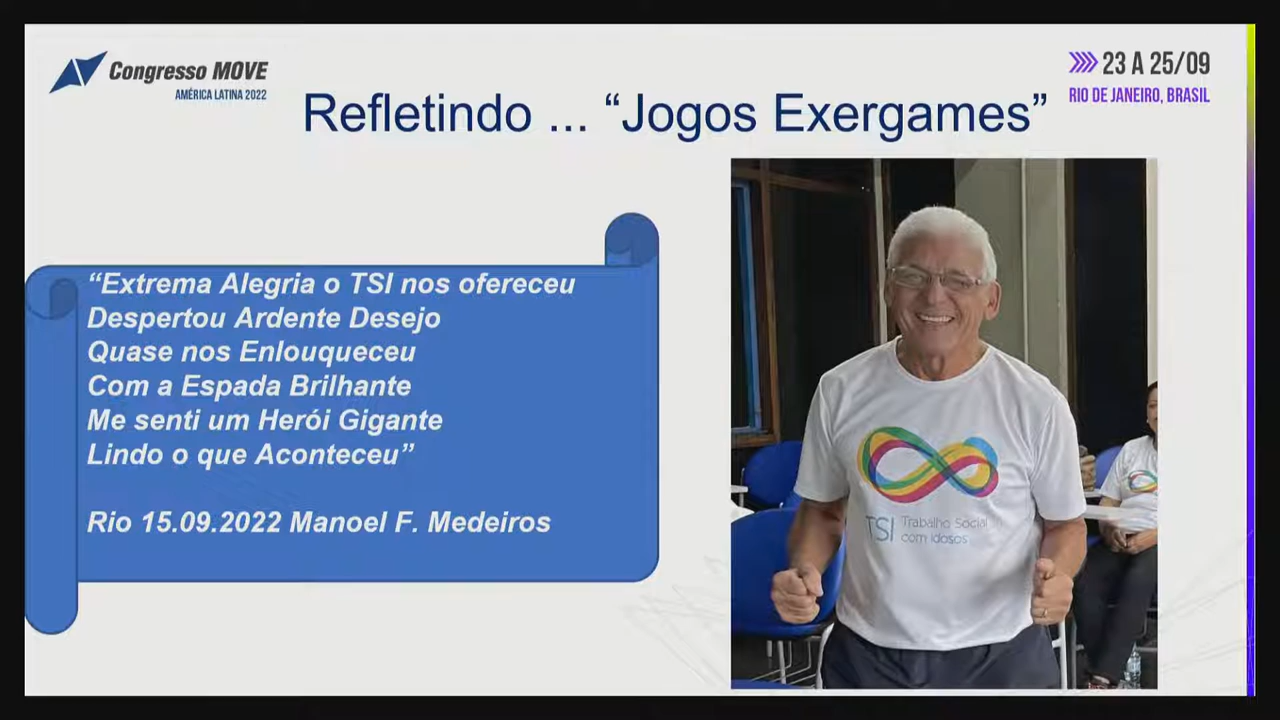 Congresso MOVE
AMÉRICA LATINA 2022
23 A 25/09
RIO DE JANEIRO, BRASIL
Refletindo ... “Jogos Exergames”
“Extrema Alegria o TSI nos ofereceu
Despertou Ardente Desejo
Quase nos Enlouqueceu
Com a Espada Brilhante
Me senti um Herói Gigante
Lindo o que Aconteceu”
Rio 15.09.2022 Manoel F. Medeiros
TSI Trabalho Social
com Idosos